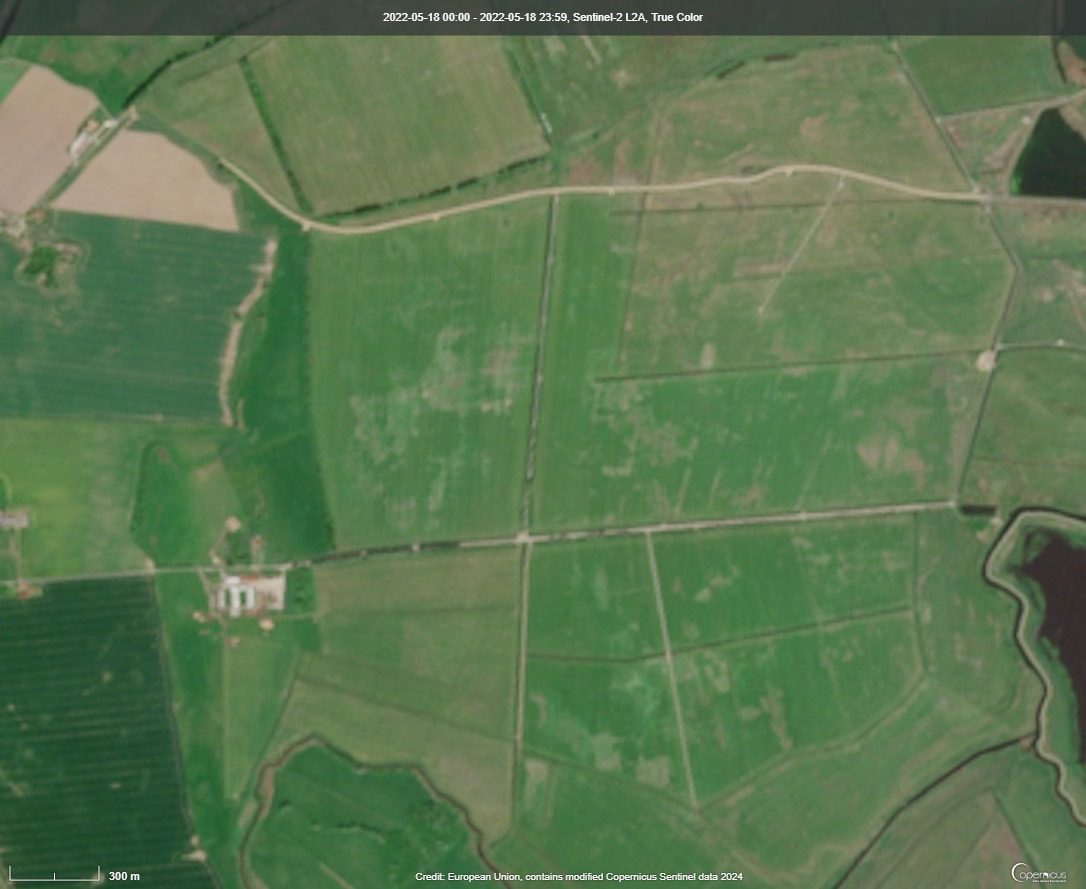 2022-05-18 00:00 - 2022-05-18 23:59, Sentinel-2 L2A, True Color
300 m
Credit: European Union, contains modified Copernicus Sentinel data 2024
Copernicus